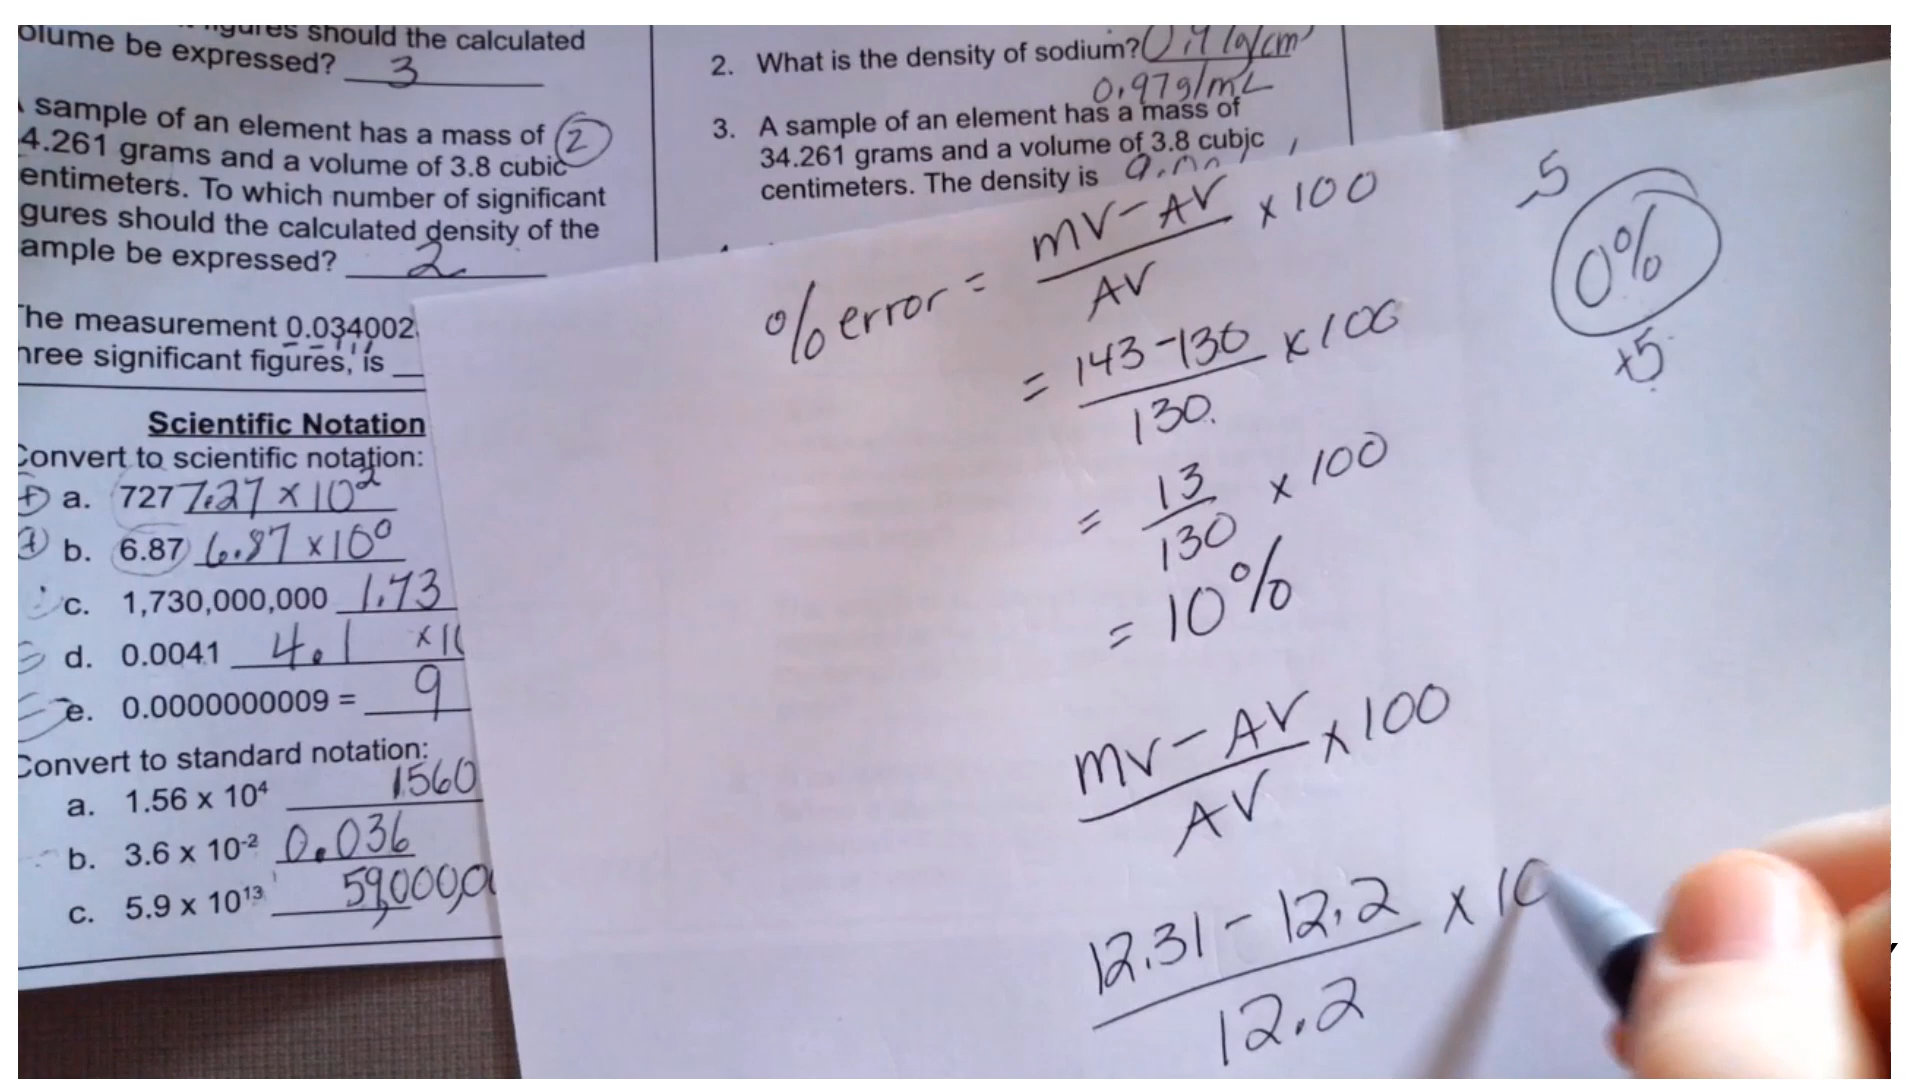 figures should the calculated
olume be expressed? 3
sample of an element has a mass of 2
4.261 grams and a volume of 3.8 cubic
entimeters. To which number of significant
gures should the calculated density of the
ample be expressed? 2
he measurement 0.034002
hree significant figures, is
Scientific Notation
Convert to scientific notation:
a. 727 7.27 x 10²
b. 6.87 6.87 x 10⁰
c. 1,730,000,000 1.73
d. 0.0041 4.1 x 10
e. 0.0000000009 = 9
Convert to standard notation:
a. 1.56 x 10⁴ 1560
b. 3.6 x 10⁻² 0.036
c. 5.9 x 10¹³ 59,000,0
2. What is the density of sodium?
0.97g/mL
3. A sample of an element has a mass of
34.261 grams and a volume of 3.8 cubic
centimeters. The density is
% error = MV - AV x 100
AV
= 143 - 130 x 100
130.
= 13 x 100
130
= 10%
MV - AV x 100
AV
12.31 - 12.2 x 10
12.2
-5
0%
+5